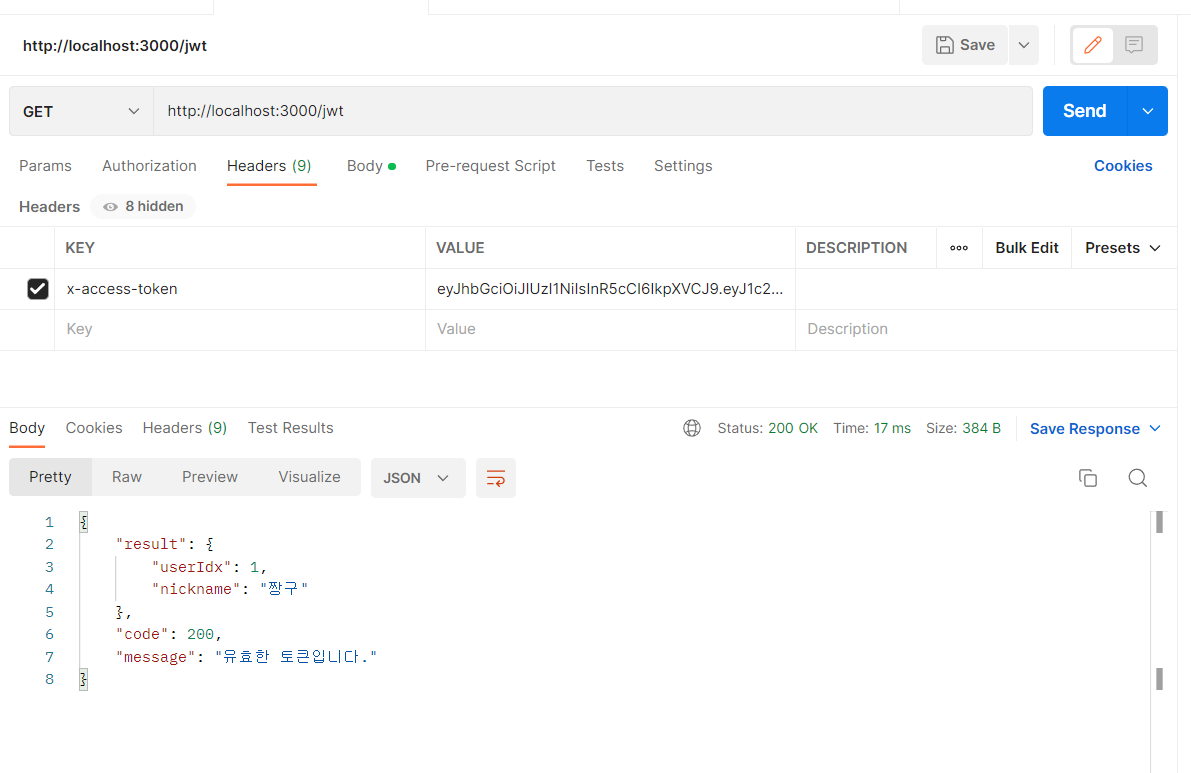 http://localhost:3000/jwt Save
GET http://localhost:3000/jwt Send
Params Authorization Headers (9) Body Pre-request Script Tests Settings Cookies
Headers 8 hidden
KEY VALUE DESCRIPTION ooo Bulk Edit Presets
x-access-token eyJhbGciOiJIUzI1NiIsInR5cCI6IkpXVCJ9.eyJ1c2...
Key Value Description
Body Cookies Headers (9) Test Results Status: 200 OK Time: 17 ms Size: 384 B Save Response
Pretty Raw Preview Visualize JSON
1 {
2 "result": {
3 "userIdx": 1,
4 "nickname": "짱구"
5 },
6 "code": 200,
7 "message": "유효한 토큰입니다."
8 }